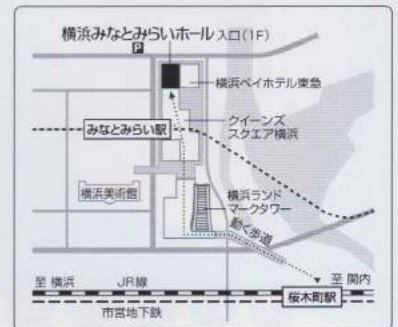 横浜みなとみらいホール 入口(1F)
P
横浜ベイホテル東急
みなとみらい駅
クイーンズ
スクエア横浜
横浜美術館
横浜ランド
マークタワー
動く歩道
至 横浜 JR線 至 関内
桜木町駅
市営地下鉄